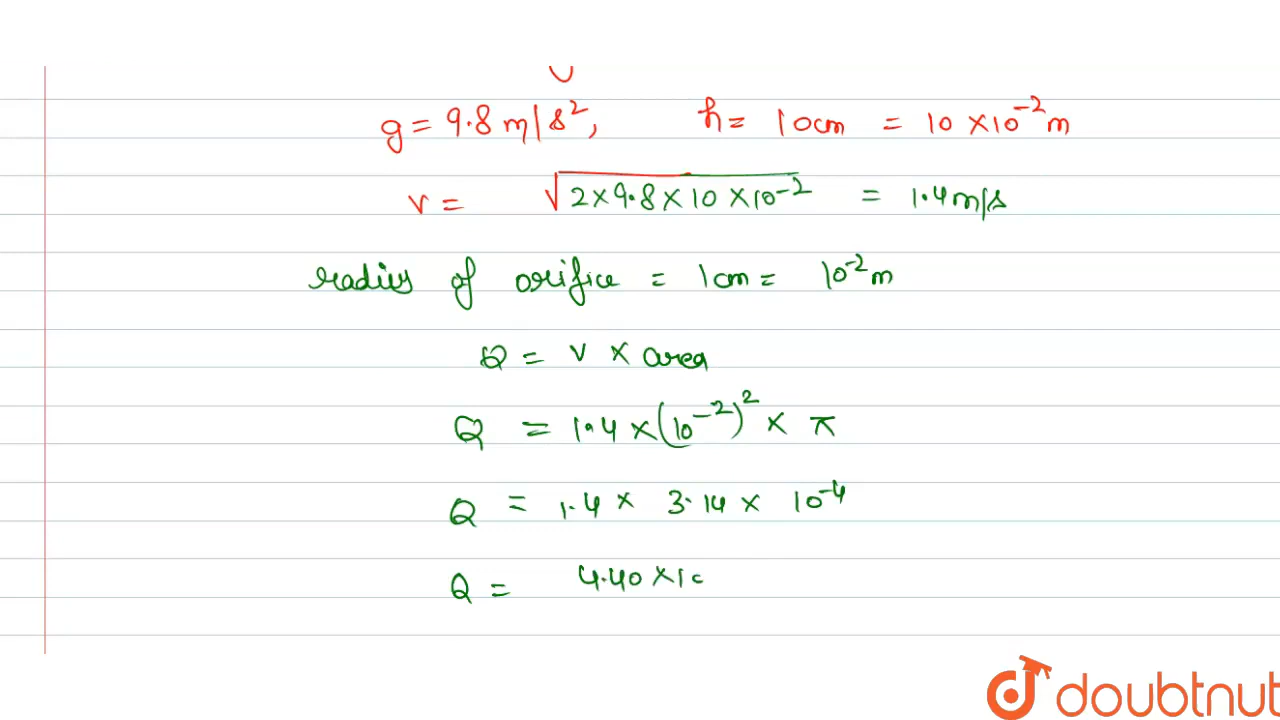 g = 9.8 m/s², h = 10cm = 10 × 10⁻² m
v = √(2×9.8×10×10⁻²) = 1.4 m/s
radius of orifice = 1cm = 10⁻² m
Q = v × area
Q = 1.4 × (10⁻²)² × π
Q = 1.4 × 3.14 × 10⁻⁴
Q = 4.40 ×1
doubtnut